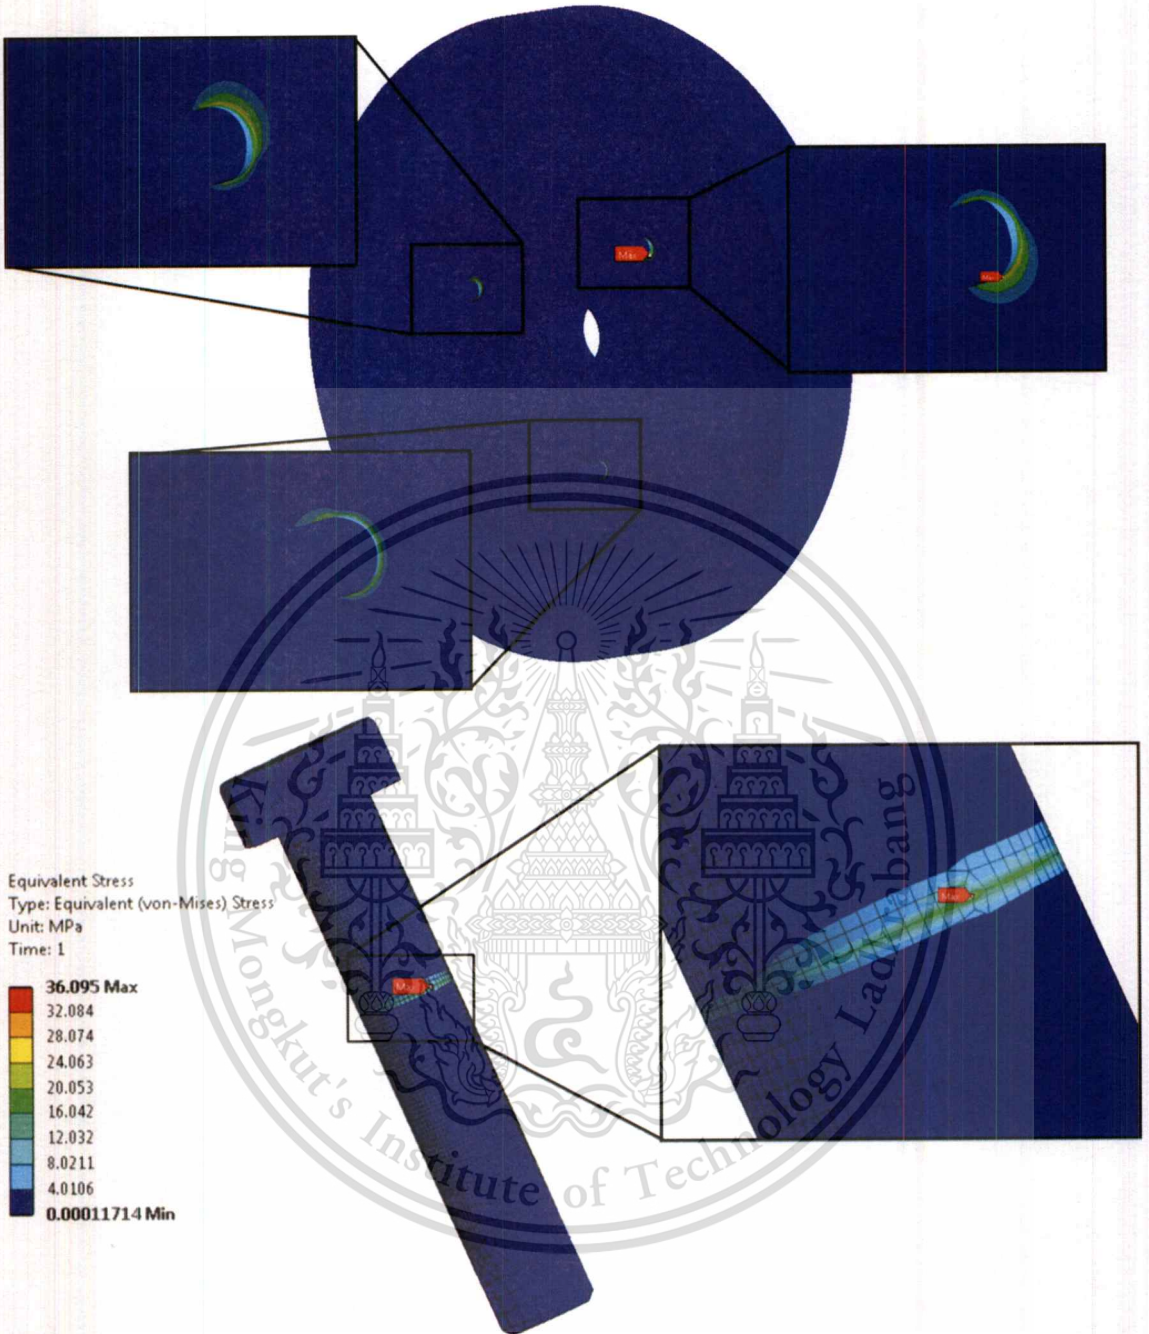 Max
Max
Max
Max
Equivalent Stress
Type: Equivalent (von-Mises) Stress
Unit: MPa
Time: 1
36.095 Max
32.084
28.074
24.063
20.053
16.042
12.032
8.0211
4.0106
0.00011714 Min
King Mongkut's Institute of Technology Ladkrabang